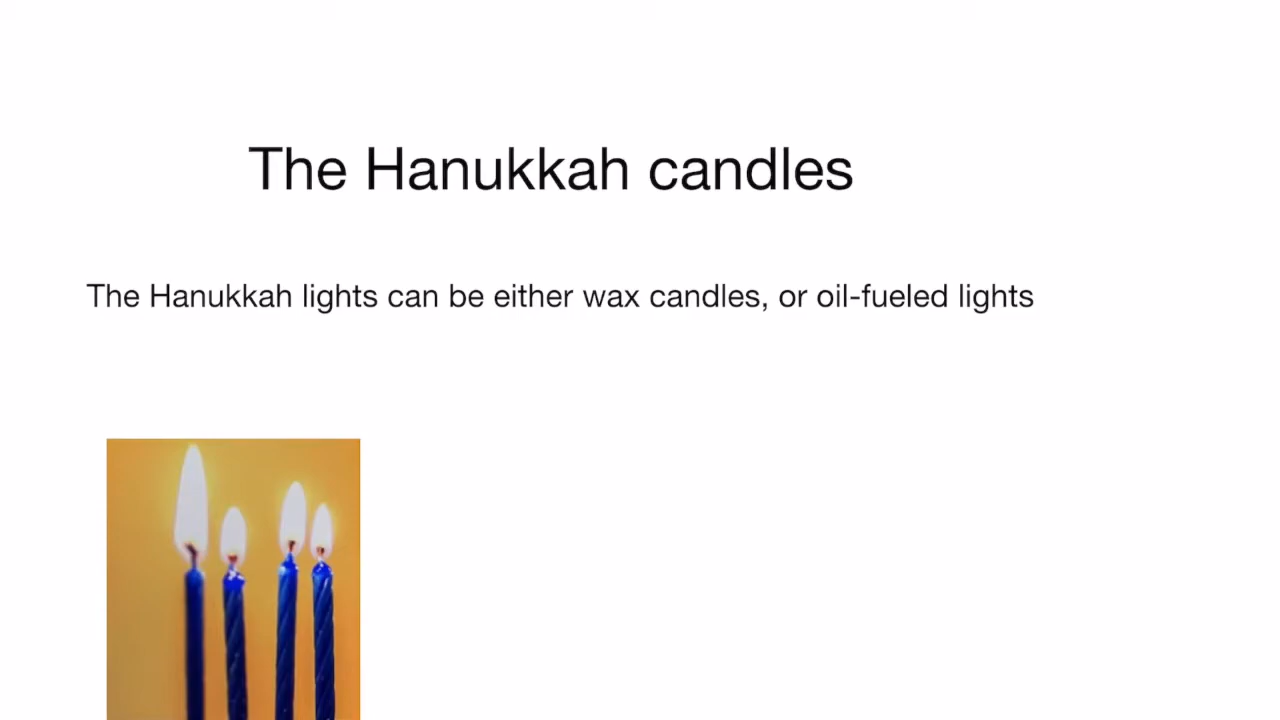 The Hanukkah candles
The Hanukkah lights can be either wax candles, or oil-fueled lights